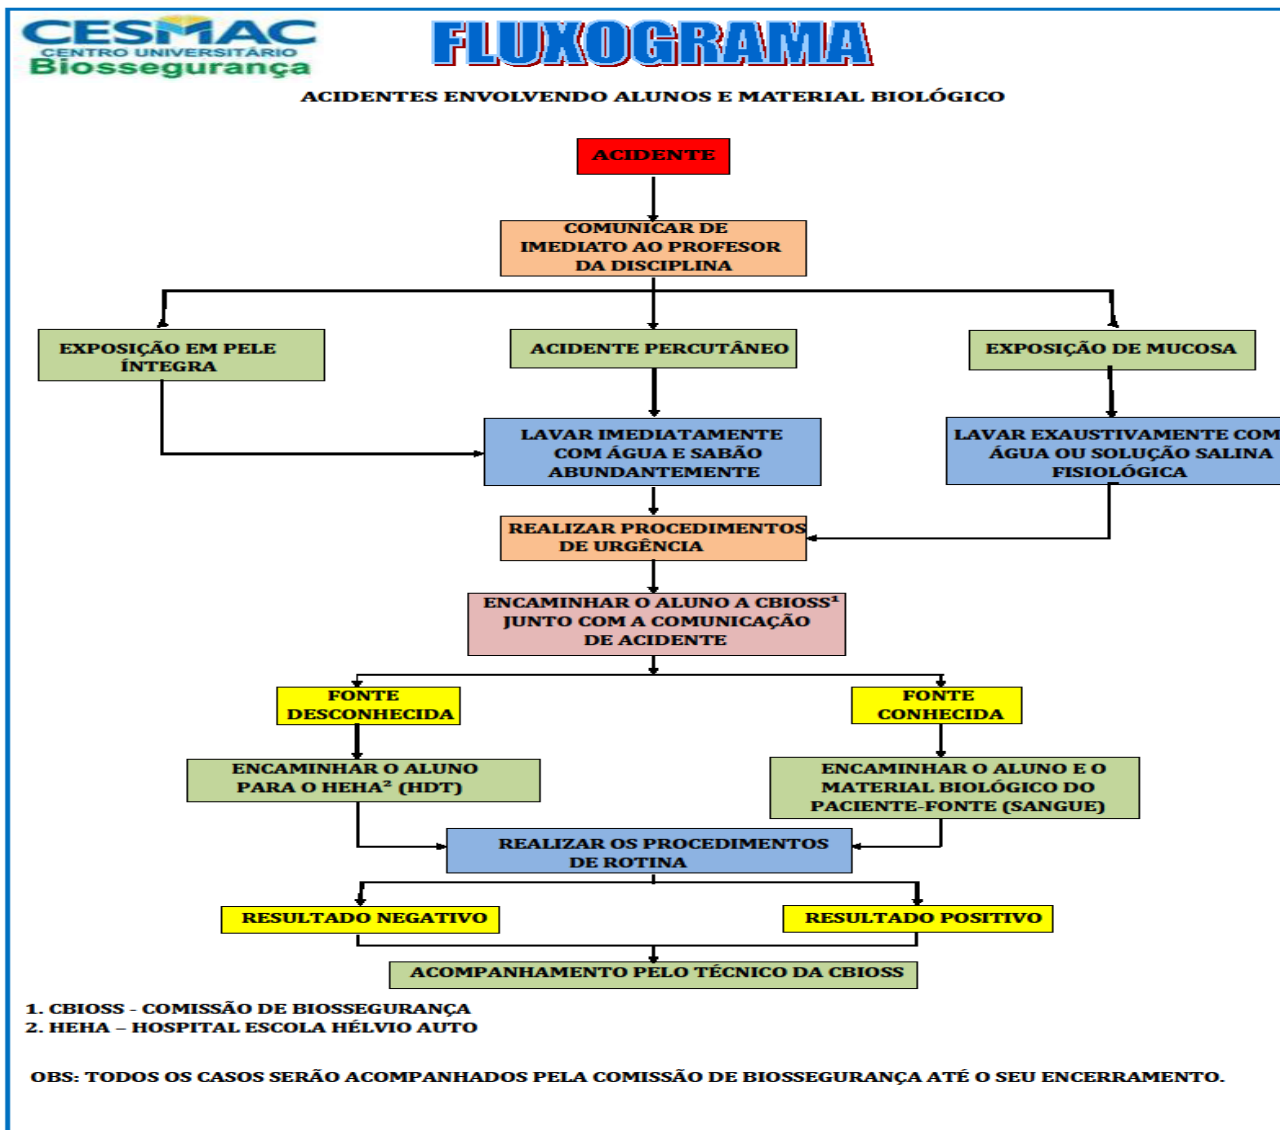 CESMAC
CENTRO UNIVERSITÁRIO
Biossegurança
FLUXOGRAMA
ACIDENTES ENVOLVENDO ALUNOS E MATERIAL BIOLÓGICO
ACIDENTE
COMUNICAR DE
IMEDIATO AO PROFESOR
DA DISCIPLINA
EXPOSIÇÃO EM PELE
ÍNTEGRA
ACIDENTE PERCUTÂNEO
EXPOSIÇÃO DE MUCOSA
LAVAR IMEDIATAMENTE
COM ÁGUA E SABÃO
ABUNDANTEMENTE
LAVAR EXAUSTIVAMENTE COM
ÁGUA OU SOLUÇÃO SALINA
FISIOLÓGICA
REALIZAR PROCEDIMENTOS
DE URGÊNCIA
ENCAMINHAR O ALUNO A CBIOSS¹
JUNTO COM A COMUNICAÇÃO
DE ACIDENTE
FONTE
DESCONHECIDA
FONTE
CONHECIDA
ENCAMINHAR O ALUNO
PARA O HEHA² (HDT)
ENCAMINHAR O ALUNO E O
MATERIAL BIOLÓGICO DO
PACIENTE-FONTE (SANGUE)
REALIZAR OS PROCEDIMENTOS
DE ROTINA
RESULTADO NEGATIVO
RESULTADO POSITIVO
ACOMPANHAMENTO PELO TÉCNICO DA CBIOSS
1. CBIOSS - COMISSÃO DE BIOSSEGURANÇA
2. HEHA – HOSPITAL ESCOLA HÉLVIO AUTO
OBS: TODOS OS CASOS SERÃO ACOMPANHADOS PELA COMISSÃO DE BIOSSEGURANÇA ATÉ O SEU ENCERRAMENTO.